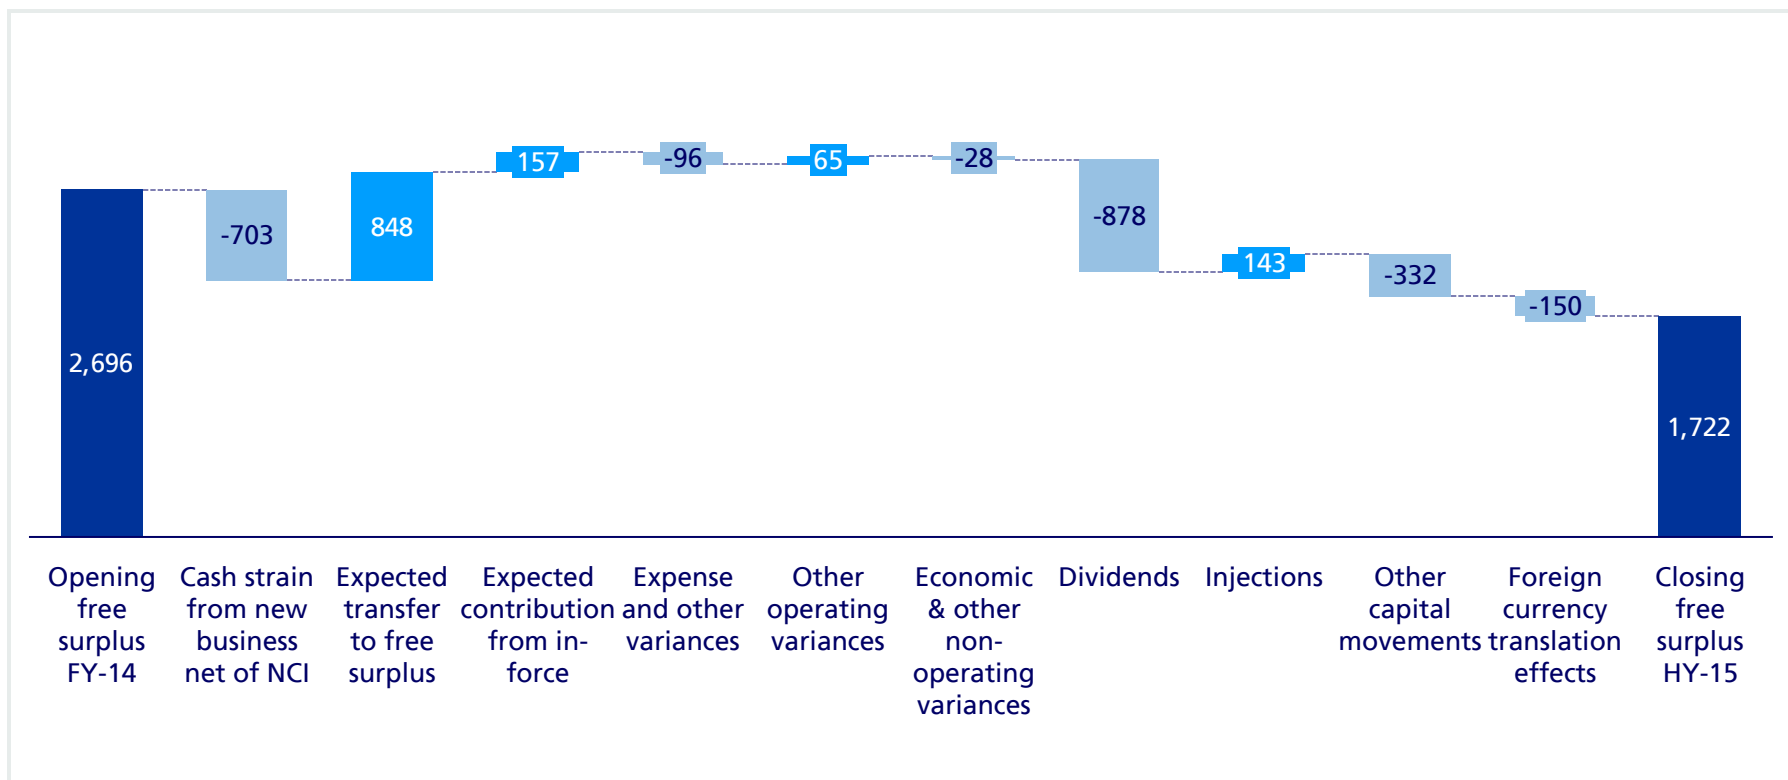 2,696
-703
848
157
-96
65
-28
-878
143
-332
-150
1,722
Opening
free
surplus
FY-14
Cash strain
from new
business
net of NCI
Expected
transfer
to free
surplus
Expected
contribution
from in-
force
Expense
and other
variances
Other
operating
variances
Economic
& other
non-
operating
variances
Dividends
Injections
Other
capital
movements
Foreign
currency
translation
effects
Closing
free
surplus
HY-15